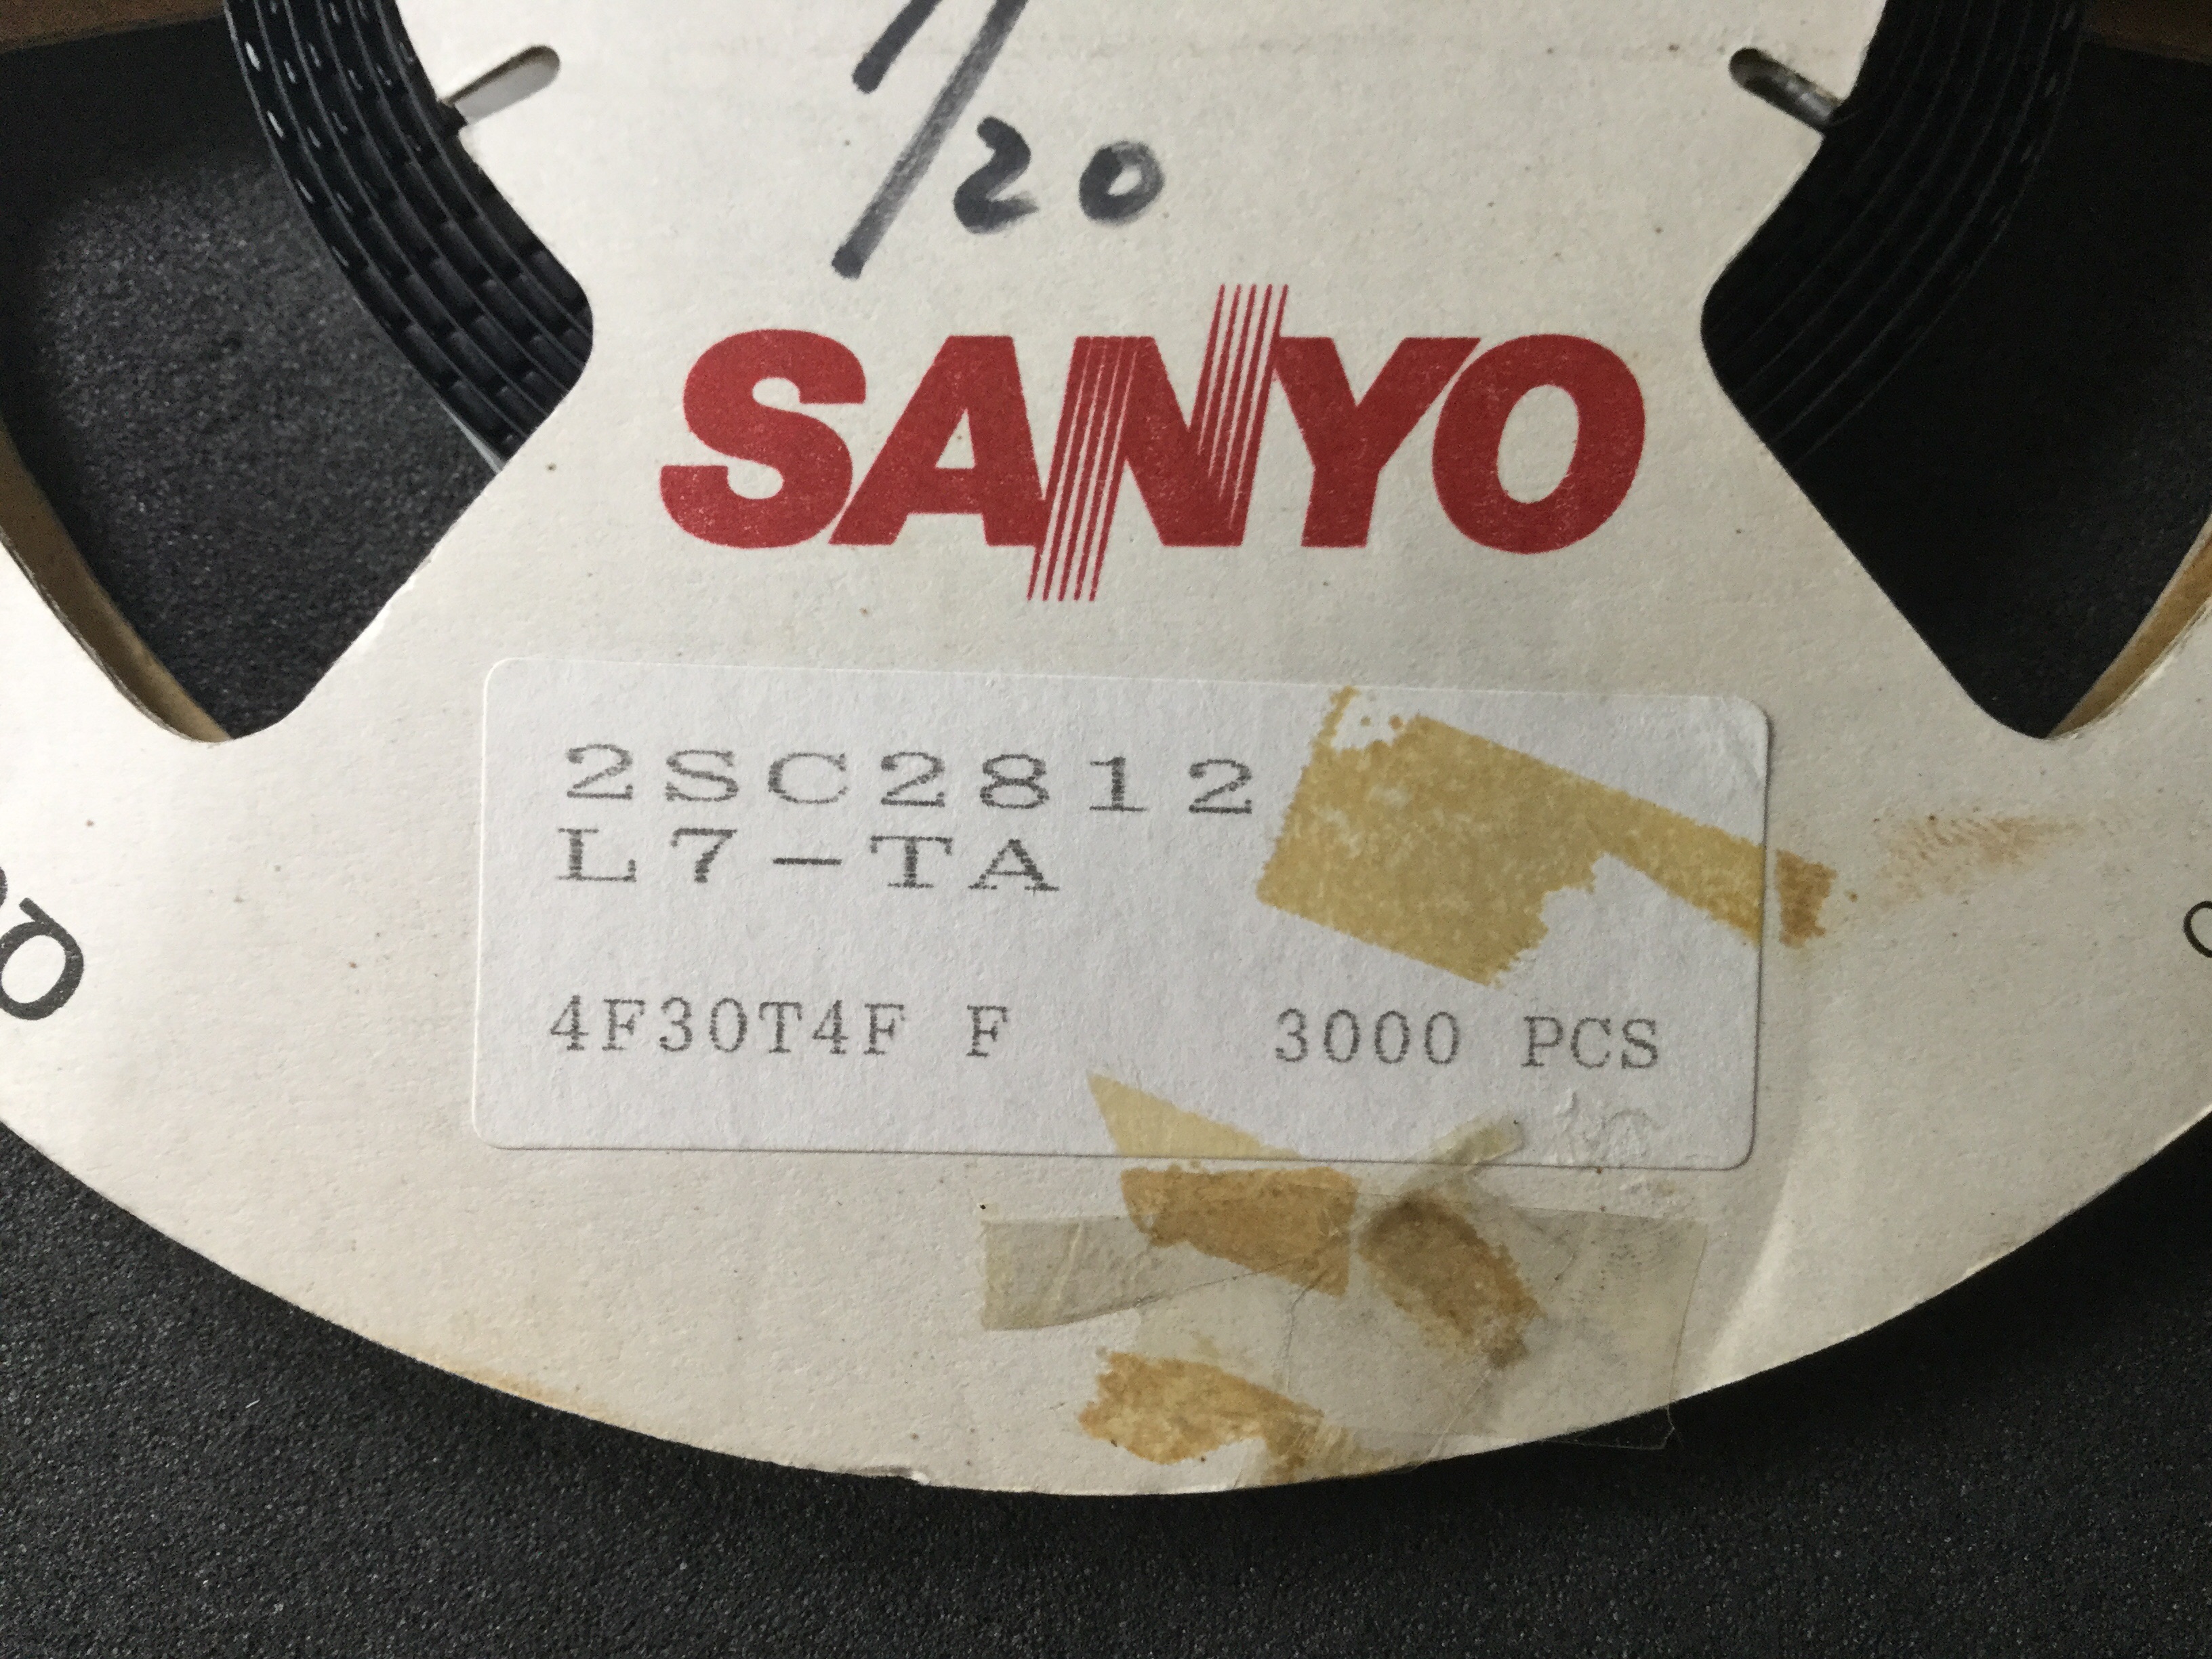 /20
SANYO
2SC2812
L7-TA
4F30T4F F 3000 PCS